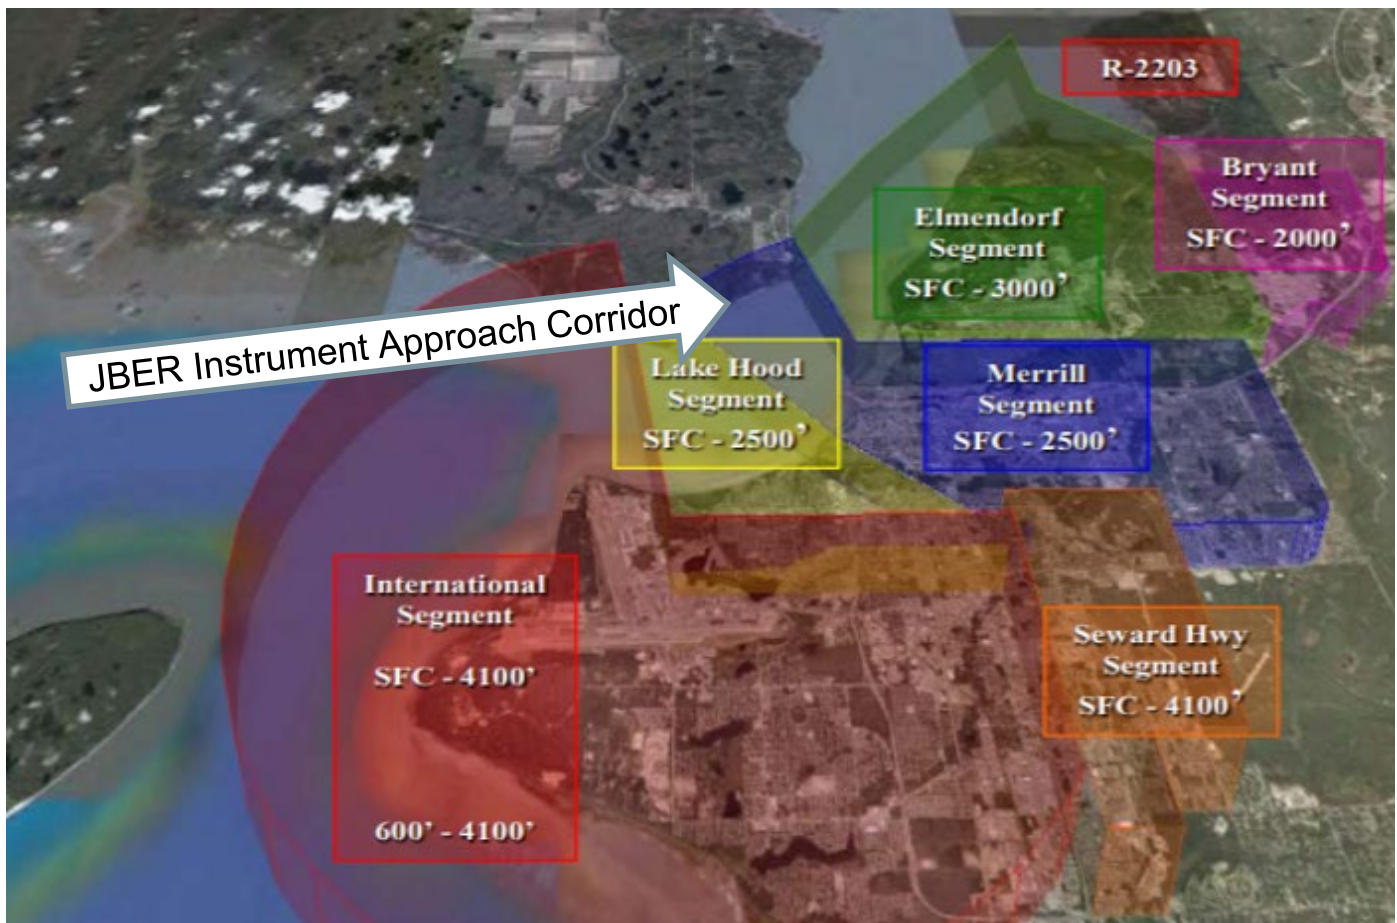 R-2203
Bryant
Segment
SFC - 2000’
Elmendorf
Segment
SFC - 3000’
JBER Instrument Approach Corridor
Lake Hood
Segment
SFC - 2500’
Merrill
Segment
SFC - 2500’
International
Segment
SFC - 4100’
600’ - 4100’
Seward Hwy
Segment
SFC - 4100’